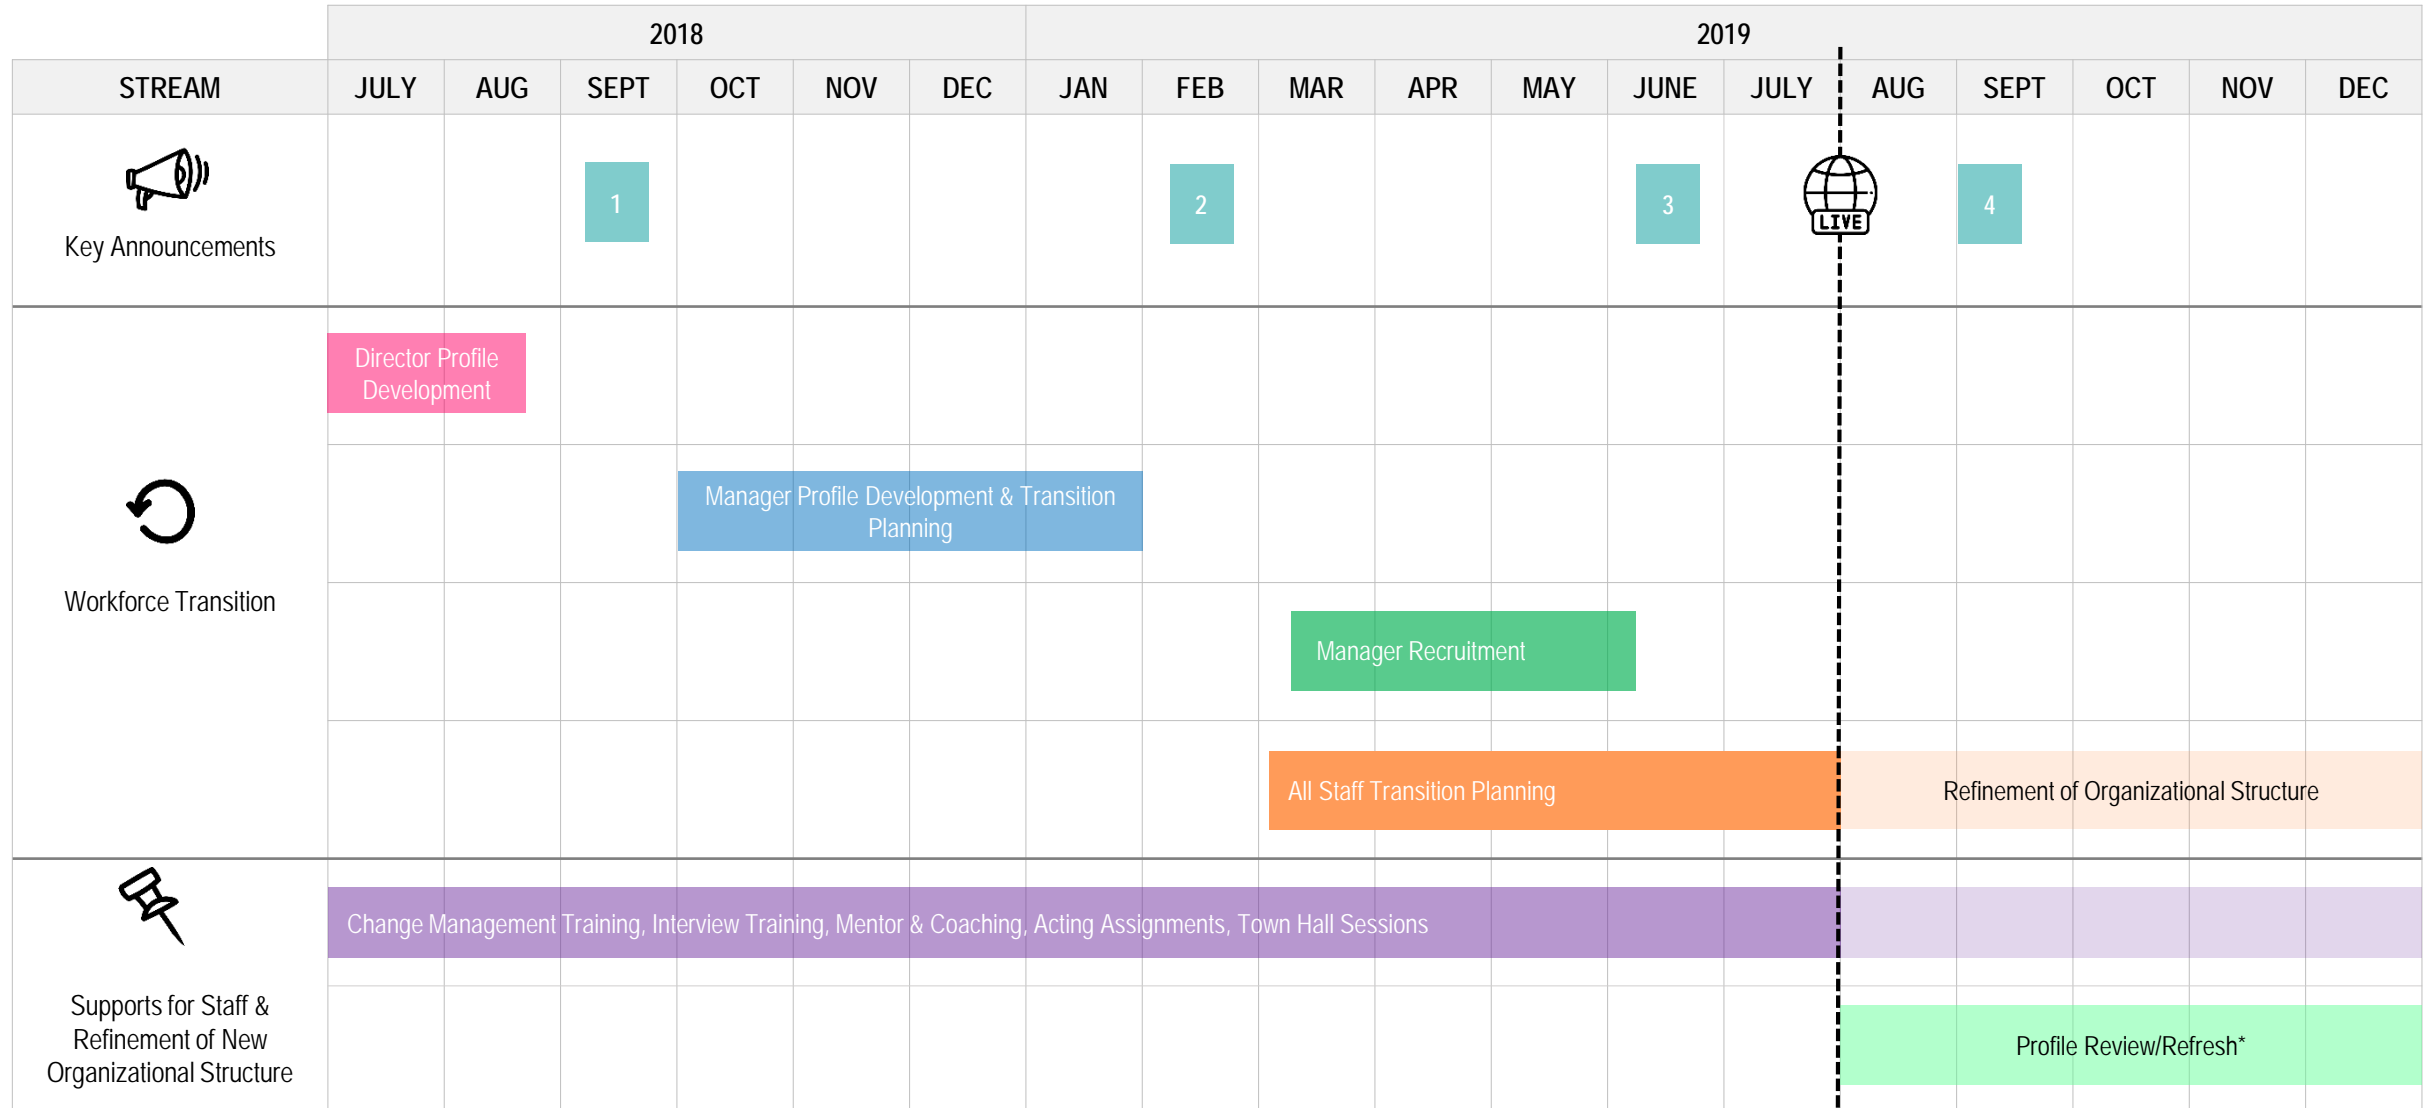 2018
2019
STREAM
JULY
AUG
SEPT
OCT
NOV
DEC
JAN
FEB
MAR
APR
MAY
JUNE
JULY
AUG
SEPT
OCT
NOV
DEC
Key Announcements
1
2
3
LIVE
4
Workforce Transition
Director Profile
Development
Manager Profile Development & Transition
Planning
Manager Recruitment
All Staff Transition Planning
Refinement of Organizational Structure
Supports for Staff &
Refinement of New
Organizational Structure
Change Management Training, Interview Training, Mentor & Coaching, Acting Assignments, Town Hall Sessions
Profile Review/Refresh*